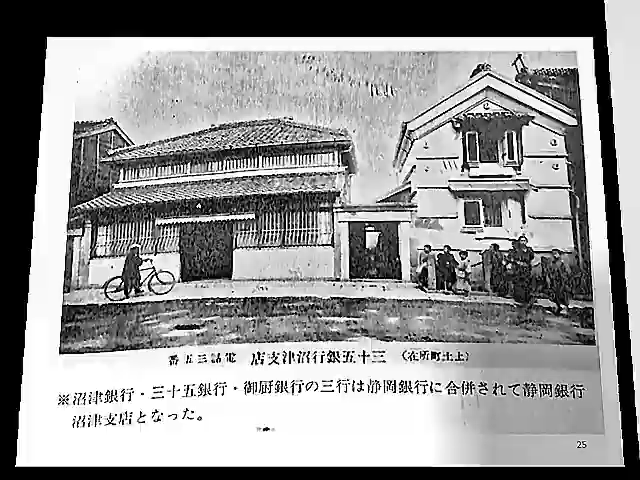 （上土町所在） 三十五銀行沼津支店 電話三五番
※沼津銀行・三十五銀行・御厨銀行の三行は静岡銀行に合併されて静岡銀行
沼津支店となった。
25